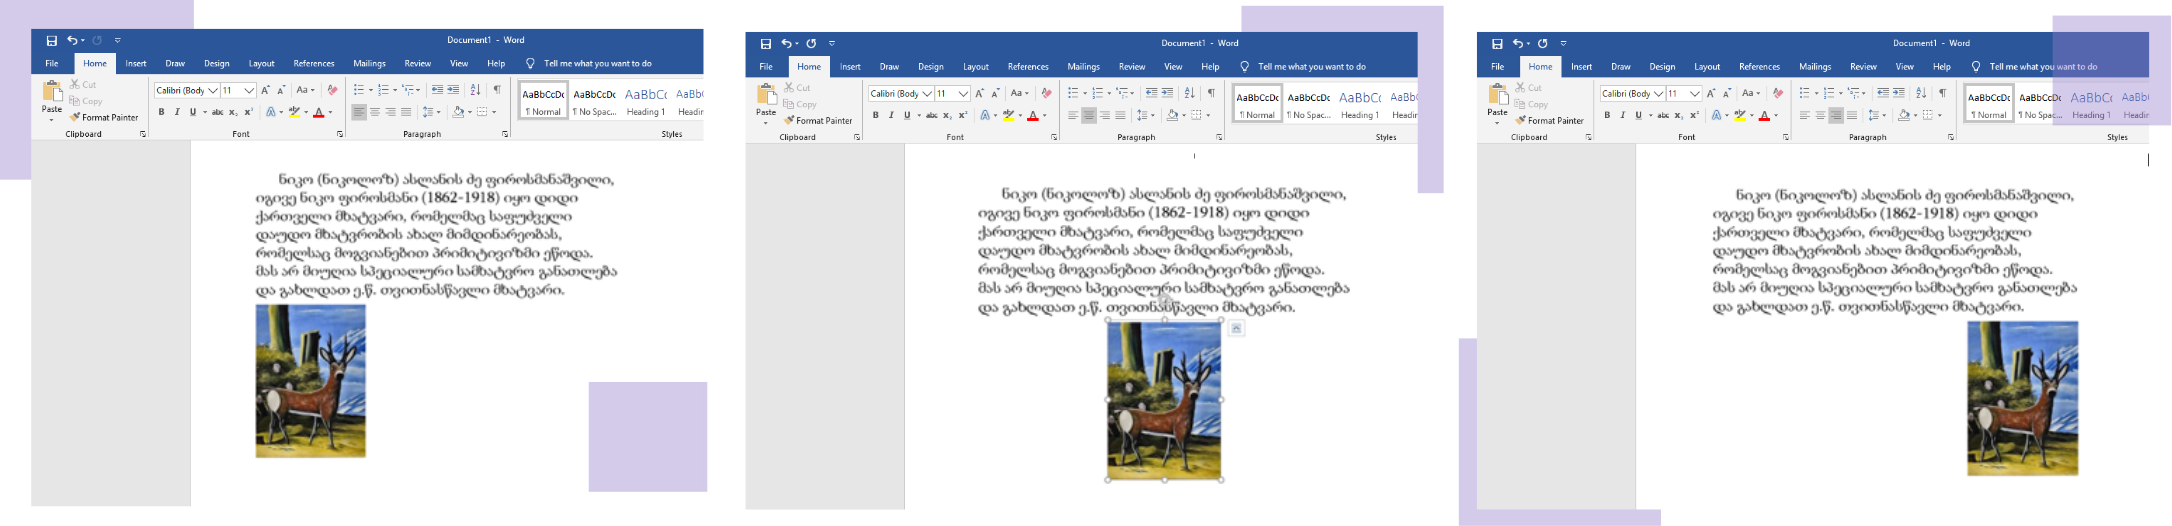 Document1 - Word
File Home Insert Draw Design Layout References Mailings Review View Help Tell me what you want to do
Cut
Copy
Paste
Format Painter
Calibri (Body 11
AaBbCcDc AaBbCcDc AaBbCc AaBbC
¶ Normal ¶ No Spac... Heading 1 Heading
Clipboard Font Paragraph Styles
ნიკო (ნიკოლოზ) ასლანის ძე ფიროსმანაშვილი,
იგივე ნიკო ფიროსმანი (1862-1918) იყო დიდი
ქართველი მხატვარი, რომელმაც საფუძველი
დაუდო მხატვრობის ახალ მიმდინარეობას,
რომელსაც მოგვიანებით პრიმიტივიზმი ეწოდა.
მას არ მიუღია სპეციალური სამხატვრო განათლება
და გახლდათ ე.წ. თვითნასწავლი მხატვარი.
Document1 - Word
File Home Insert Draw Design Layout References Mailings Review View Help Tell me what you want to do
Cut
Copy
Paste
Format Painter
Calibri (Body 11
AaBbCcDc AaBbCcDc AaBbCc AaBbC
¶ Normal ¶ No Spac... Heading 1 Heading
Clipboard Font Paragraph Styles
ნიკო (ნიკოლოზ) ასლანის ძე ფიროსმანაშვილი,
იგივე ნიკო ფიროსმანი (1862-1918) იყო დიდი
ქართველი მხატვარი, რომელმაც საფუძველი
დაუდო მხატვრობის ახალ მიმდინარეობას,
რომელსაც მოგვიანებით პრიმიტივიზმი ეწოდა.
მას არ მიუღია სპეციალური სამხატვრო განათლება
და გახლდათ ე.წ. თვითნასწავლი მხატვარი.
Document1 - Word
File Home Insert Draw Design Layout References Mailings Review View Help Tell me what you want to do
Cut
Copy
Paste
Format Painter
Calibri (Body 11
AaBbCcDc AaBbCcDc AaBbCc AaBb
¶ Normal ¶ No Spac... Heading 1 Headin
Clipboard Font Paragraph Styles
ნიკო (ნიკოლოზ) ასლანის ძე ფიროსმანაშვილი,
იგივე ნიკო ფიროსმანი (1862-1918) იყო დიდი
ქართველი მხატვარი, რომელმაც საფუძველი
დაუდო მხატვრობის ახალ მიმდინარეობას,
რომელსაც მოგვიანებით პრიმიტივიზმი ეწოდა.
მას არ მიუღია სპეციალური სამხატვრო განათლება
და გახლდათ ე.წ. თვითნასწავლი მხატვარი.